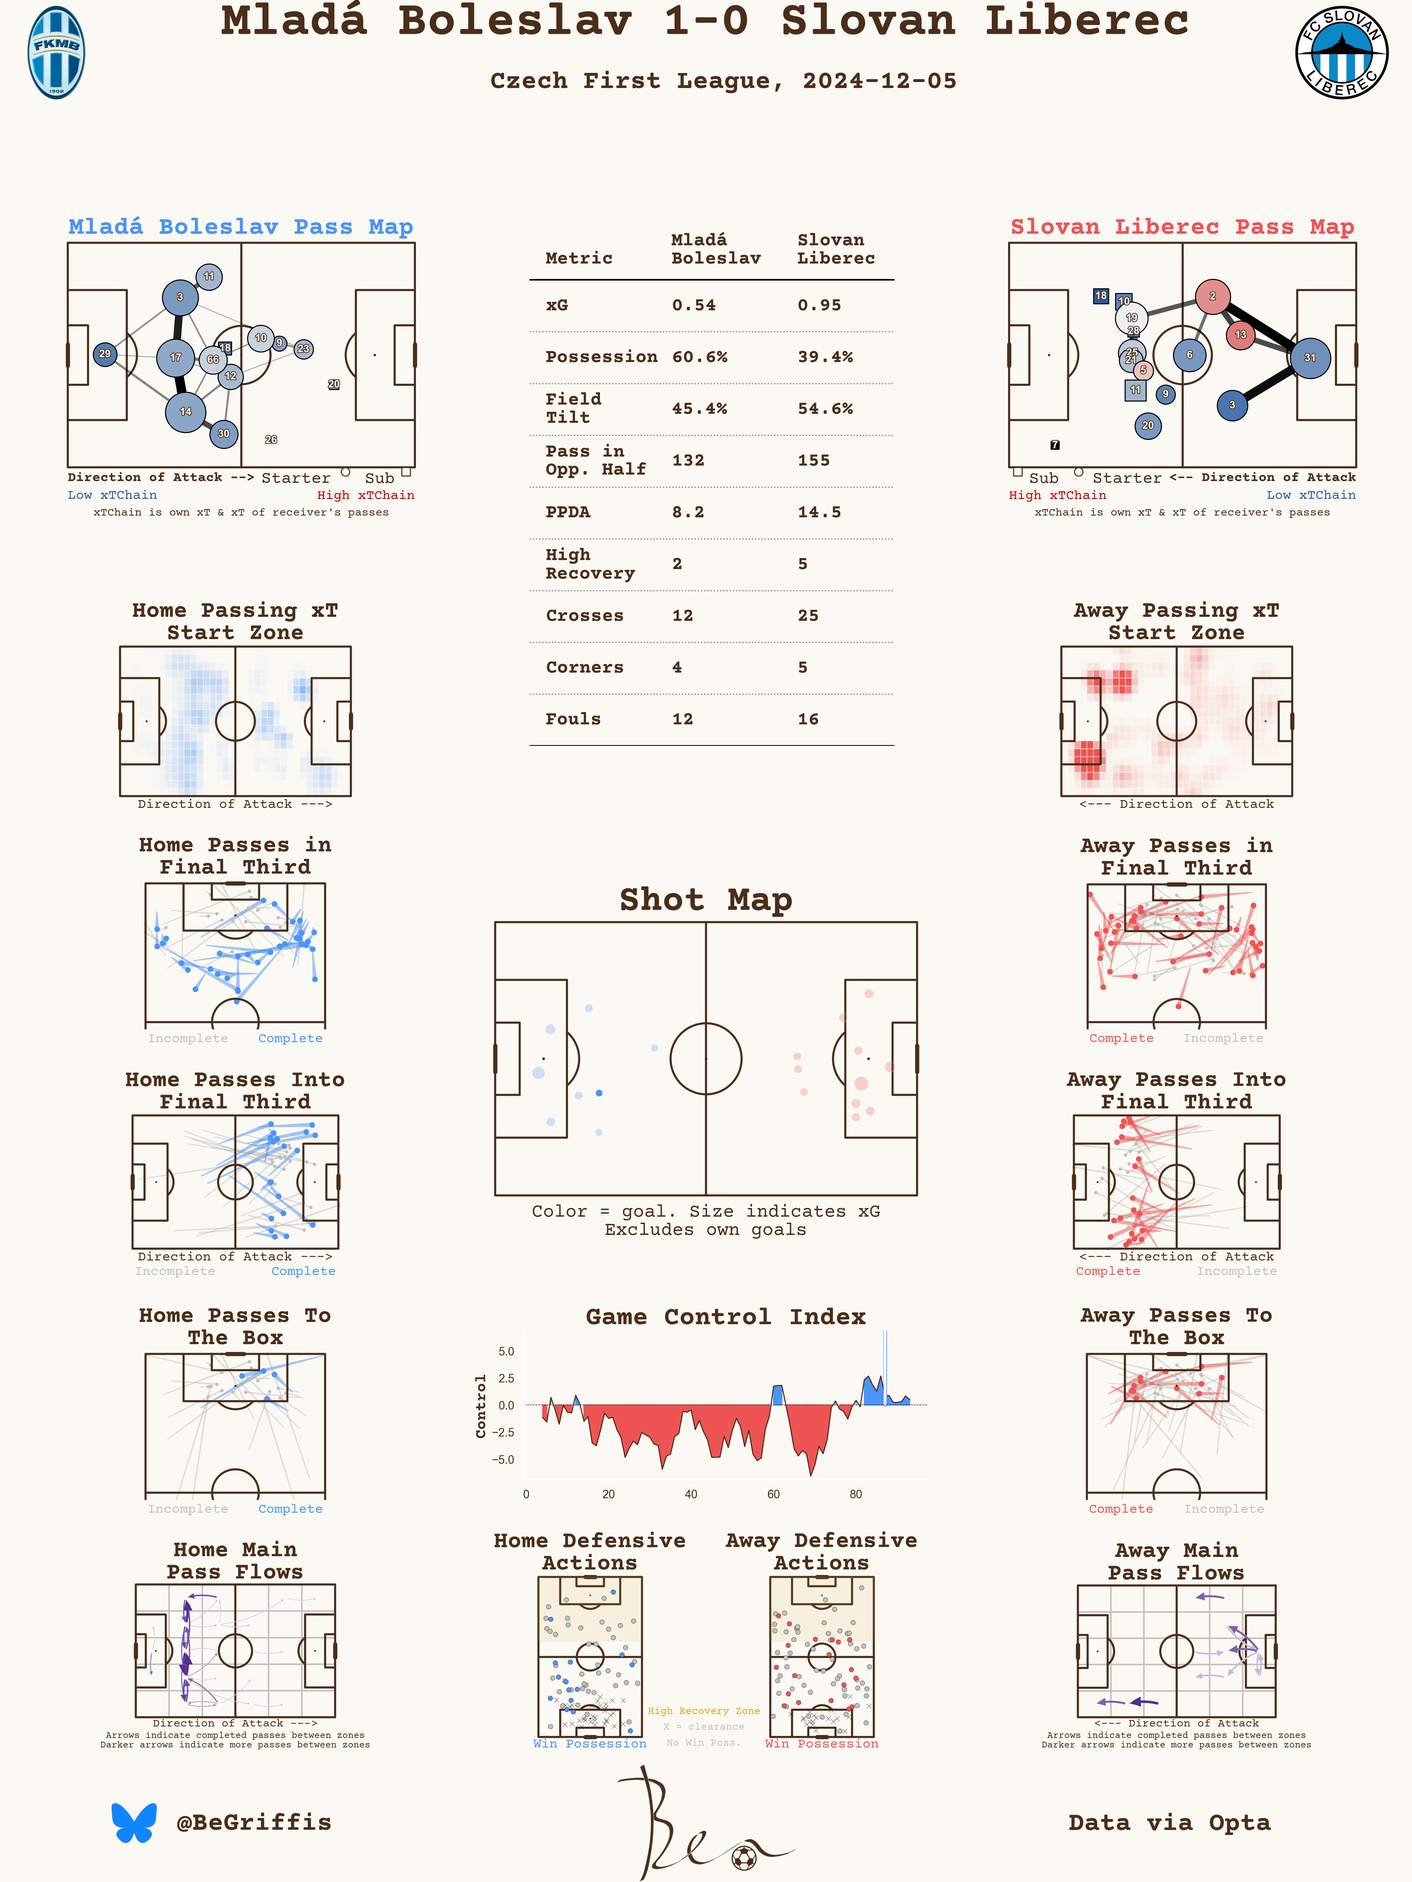 Mladá Boleslav 1-0 Slovan Liberec
Czech First League, 2024-12-05
FKMB
1902
FC SLOVAN
LIBEREC
Mladá Boleslav Pass Map
11
3
10
9
23
18
29
17
66
12
20
14
30
26
Direction of Attack --> Starter Sub
Low xTChain High xTChain
xTChain is own xT & xT of receiver's passes
Metric Mladá Boleslav Slovan Liberec
xG 0.54 0.95
Possession 60.6% 39.4%
Field Tilt 45.4% 54.6%
Pass in Opp. Half 132 155
PPDA 8.2 14.5
High Recovery 2 5
Crosses 12 25
Corners 4 5
Fouls 12 16
Slovan Liberec Pass Map
18
10
2
19
28
13
25
21
6
31
5
11
9
3
20
7
Sub Starter <-- Direction of Attack
High xTChain Low xTChain
xTChain is own xT & xT of receiver's passes
Home Passing xT
Start Zone
Direction of Attack --->
Away Passing xT
Start Zone
<--- Direction of Attack
Home Passes in
Final Third
Incomplete Complete
Away Passes in
Final Third
Complete Incomplete
Shot Map
Color = goal. Size indicates xG
Excludes own goals
Home Passes Into
Final Third
Direction of Attack --->
Incomplete Complete
Away Passes Into
Final Third
<--- Direction of Attack
Complete Incomplete
Home Passes To
The Box
Incomplete Complete
Game Control Index
Control
5.0
2.5
0.0
−2.5
−5.0
0 20 40 60 80
Away Passes To
The Box
Complete Incomplete
Home Main
Pass Flows
Direction of Attack --->
Arrows indicate completed passes between zones
Darker arrows indicate more passes between zones
Home Defensive
Actions
Win Possession
Away Defensive
Actions
Win Possession
High Recovery Zone
X = clearance
No Win Poss.
Away Main
Pass Flows
<--- Direction of Attack
Arrows indicate completed passes between zones
Darker arrows indicate more passes between zones
@BeGriffis
Ben
Data via Opta